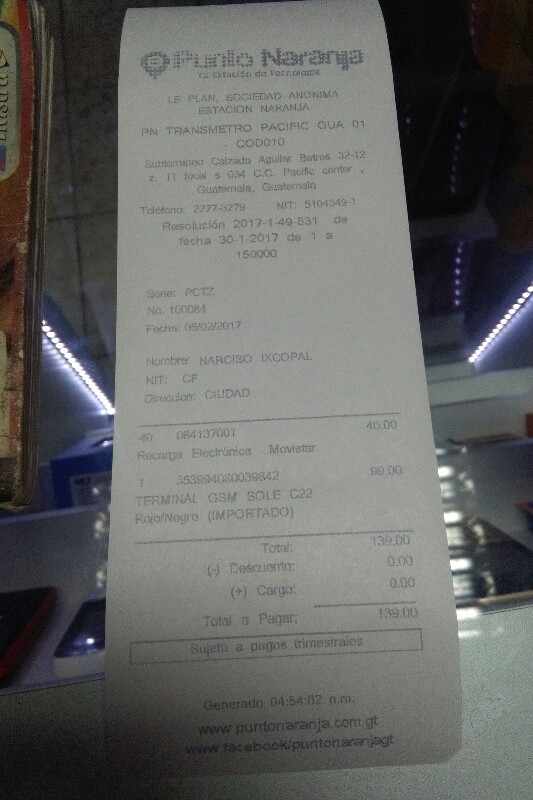 Punto Naranja
Tu Estación de Tecnología
LE PLAN, SOCIEDAD ANONIMA
ESTACION NARANJA
PN TRANSMETRO PACIFIC GUA 01
- COD010
Subterraneo Calzada Aguilar Batres 32-12
z. 11 local s 034 C.C. Pacific center ,
Guatemala, Guatemala
Teléfono: 2277-3279 NIT: 5104349-1
Resolución 2017-1-49-531 de
fecha 30-1-2017 de 1 a
150000
Serie: PCTZ
No. 100084
Fecha: 05/02/2017
Nombre: NARCISO IXCOPAL
NIT: CF
Direccion: CIUDAD
40 084137001 40.00
Recarga Electrónica Movistar
1 353994080039842 99.00
TERMINAL GSM SOLE C22
Rojo/Negro (IMPORTADO)
Total: 139.00
(-) Descuento: 0.00
(+) Cargo: 0.00
Total a Pagar: 139.00
Sujeto a pagos trimestrales
Generado 04:54:02 p.m.
www.puntonaranja.com.gt
www.facebook/puntonaranjagt